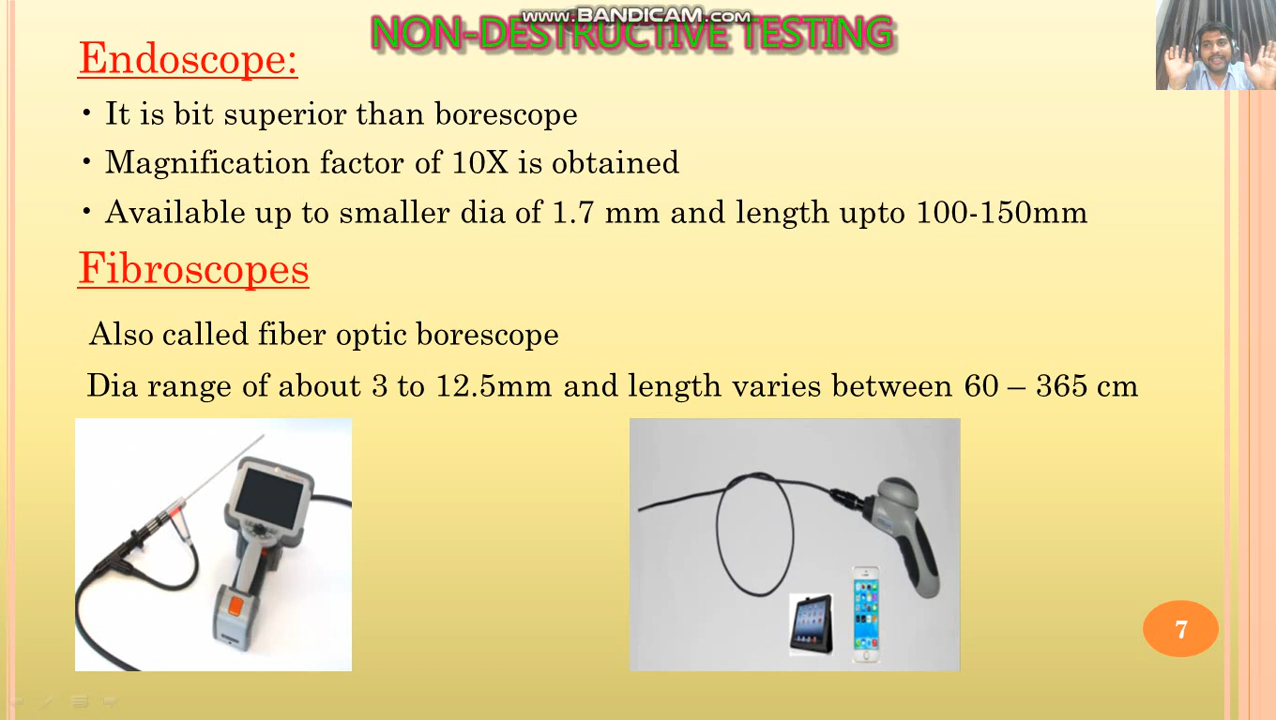 www.BANDICAM.com
NON-DESTRUCTIVE TESTING
Endoscope:
• It is bit superior than borescope
• Magnification factor of 10X is obtained
• Available up to smaller dia of 1.7 mm and length upto 100-150mm
Fibroscopes
Also called fiber optic borescope
Dia range of about 3 to 12.5mm and length varies between 60 – 365 cm
7